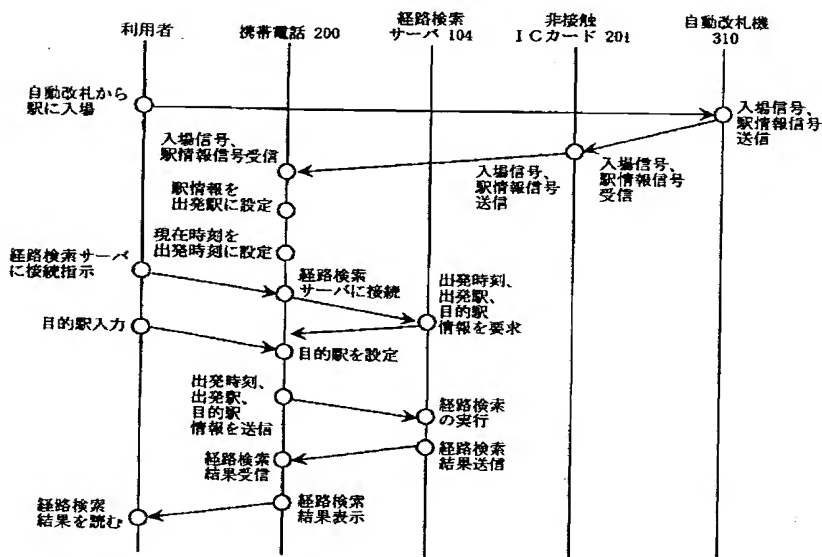 利用者
携帯電話 200
経路検索
サーバ 104
非接触
ICカード 201
自動改札機
310
自動改札から
駅に入場
入場信号、
駅情報信号
送信
入場信号、
駅情報信号受信
入場信号、
駅情報信号
送信
入場信号、
駅情報信号
受信
駅情報を
出発駅に設定
現在時刻を
出発時刻に設定
経路検索サーバ
に接続指示
経路検索
サーバに接続
出発時刻、
出発駅、
目的駅
情報を要求
目的駅入力
目的駅を設定
出発時刻、
出発駅、
目的駅
情報を送信
経路検索
の実行
経路検索
結果受信
経路検索
結果送信
経路検索
結果を読む
経路検索
結果表示